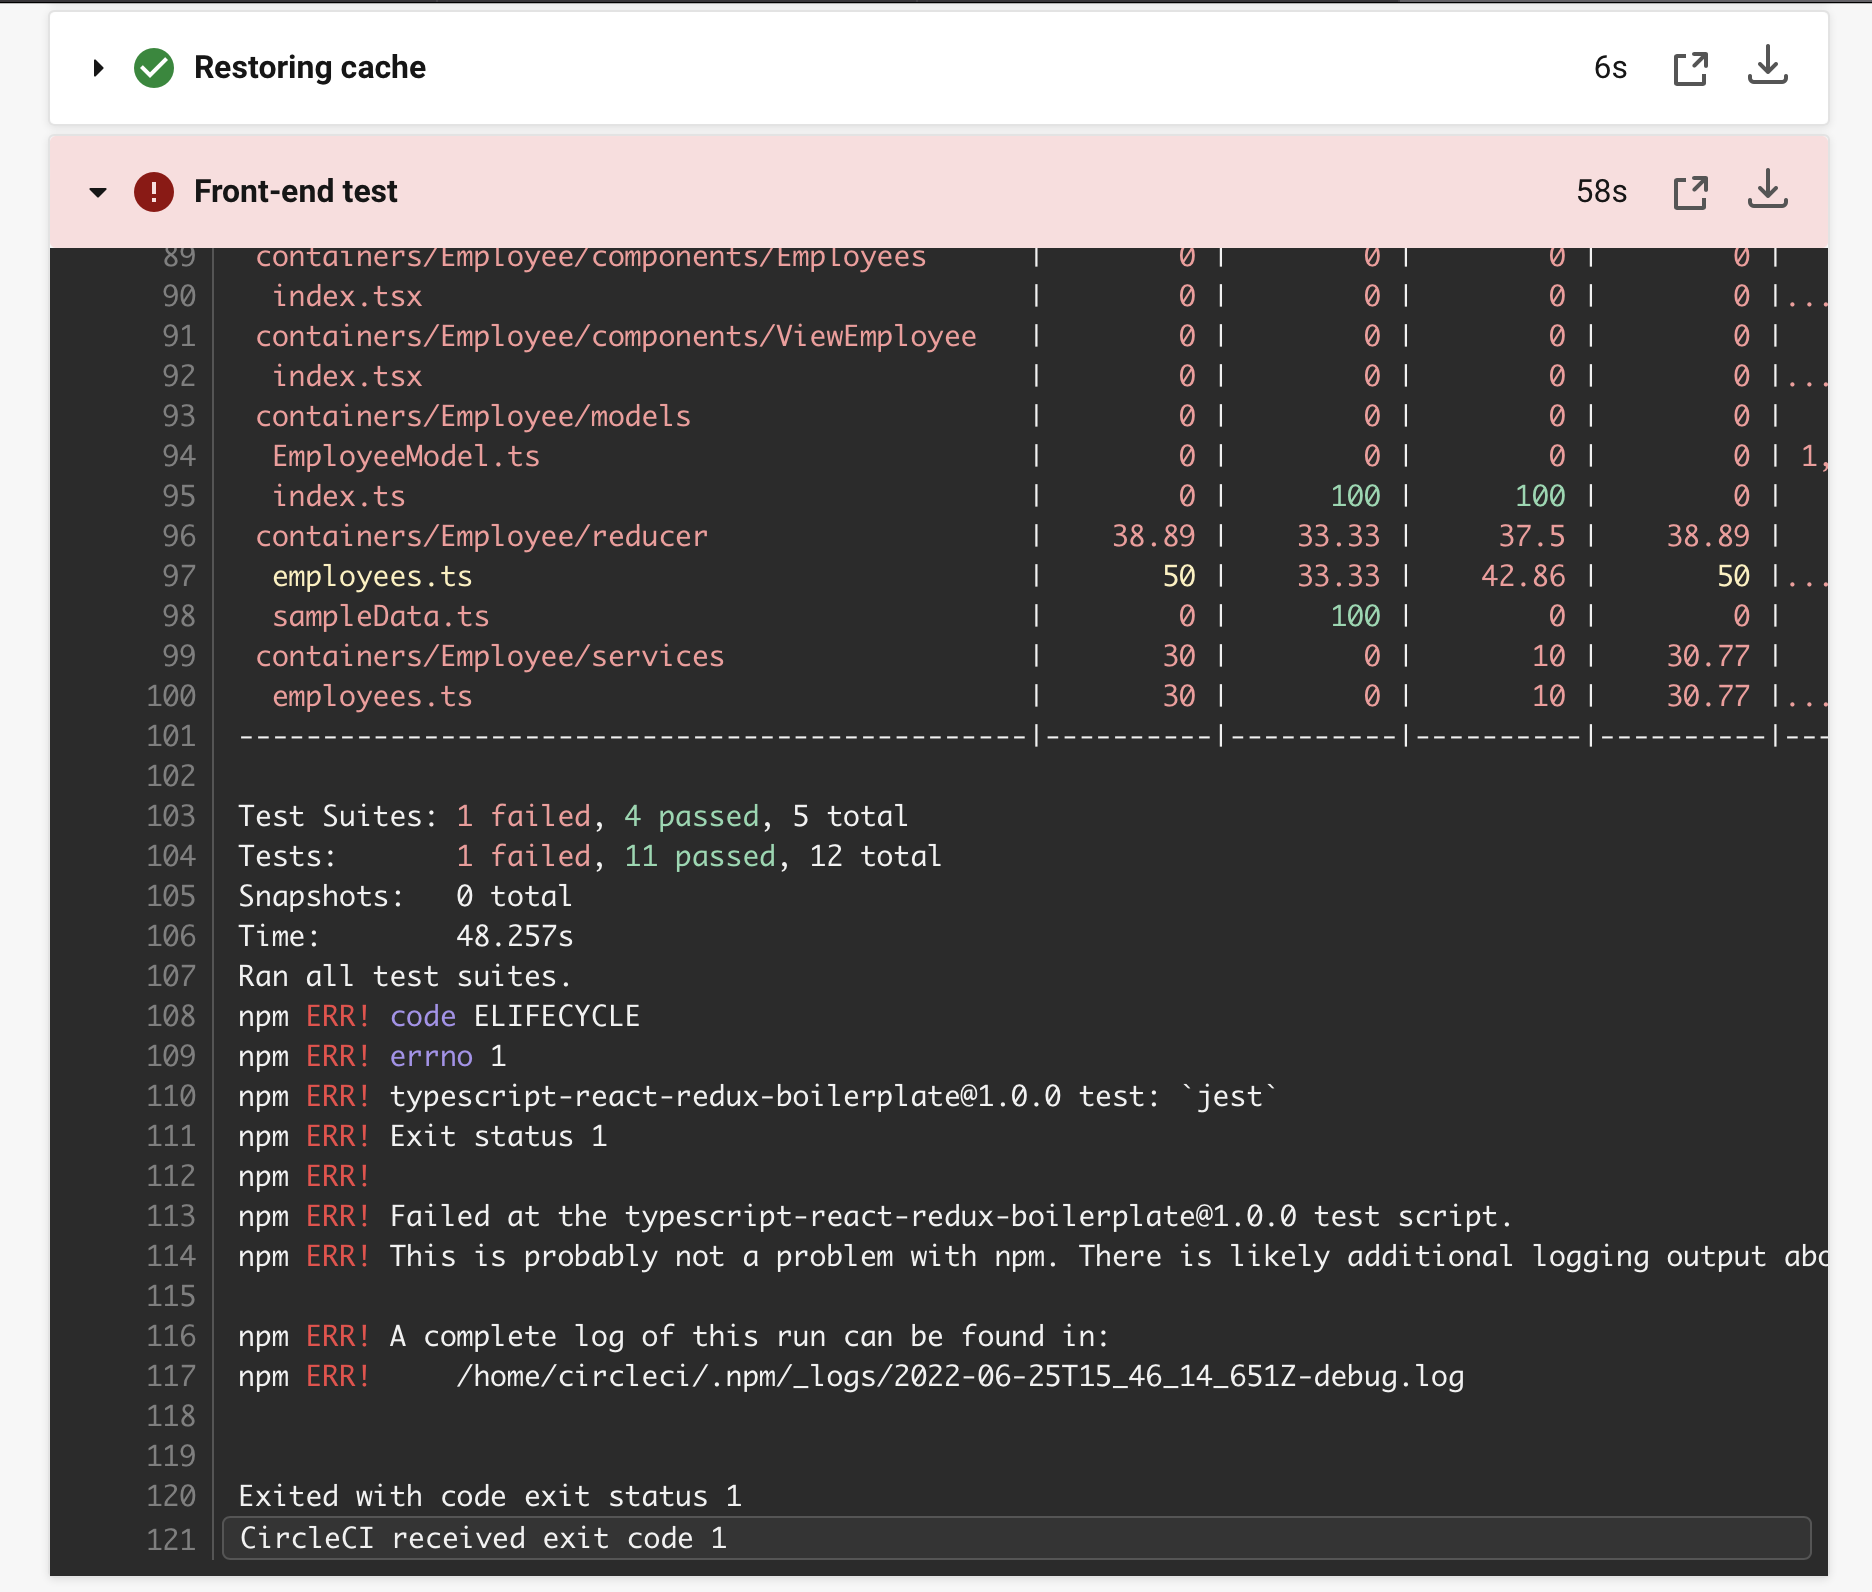 Restoring cache 6s
Front-end test 58s
89 containers/Employee/components/Employees | 0 | 0 | 0 | 0 |
90 index.tsx | 0 | 0 | 0 | 0 |...
91 containers/Employee/components/ViewEmployee | 0 | 0 | 0 | 0 |
92 index.tsx | 0 | 0 | 0 | 0 |...
93 containers/Employee/models | 0 | 0 | 0 | 0 |
94 EmployeeModel.ts | 0 | 0 | 0 | 0 | 1,
95 index.ts | 0 | 100 | 100 | 0 |
96 containers/Employee/reducer | 38.89 | 33.33 | 37.5 | 38.89 |
97 employees.ts | 50 | 33.33 | 42.86 | 50 |...
98 sampleData.ts | 0 | 100 | 0 | 0 |
99 containers/Employee/services | 30 | 0 | 10 | 30.77 |
100 employees.ts | 30 | 0 | 10 | 30.77 |...
101 -----------------------------------------------|----------|----------|----------|----------|---
102
103 Test Suites: 1 failed, 4 passed, 5 total
104 Tests: 1 failed, 11 passed, 12 total
105 Snapshots: 0 total
106 Time: 48.257s
107 Ran all test suites.
108 npm ERR! code ELIFECYCLE
109 npm ERR! errno 1
110 npm ERR! typescript-react-redux-boilerplate@1.0.0 test: `jest`
111 npm ERR! Exit status 1
112 npm ERR!
113 npm ERR! Failed at the typescript-react-redux-boilerplate@1.0.0 test script.
114 npm ERR! This is probably not a problem with npm. There is likely additional logging output abo
115
116 npm ERR! A complete log of this run can be found in:
117 npm ERR! /home/circleci/.npm/_logs/2022-06-25T15_46_14_651Z-debug.log
118
119
120 Exited with code exit status 1
121 CircleCI received exit code 1